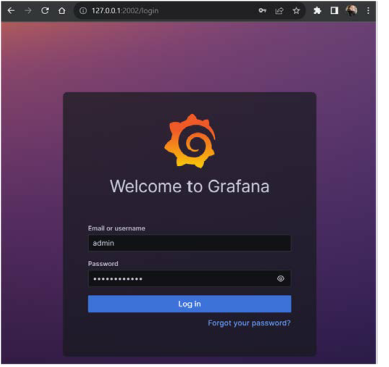 127.0.0.1:2002/login
Welcome to Grafana
Email or username
admin
Password
••••••••••••
Log in
Forgot your password?